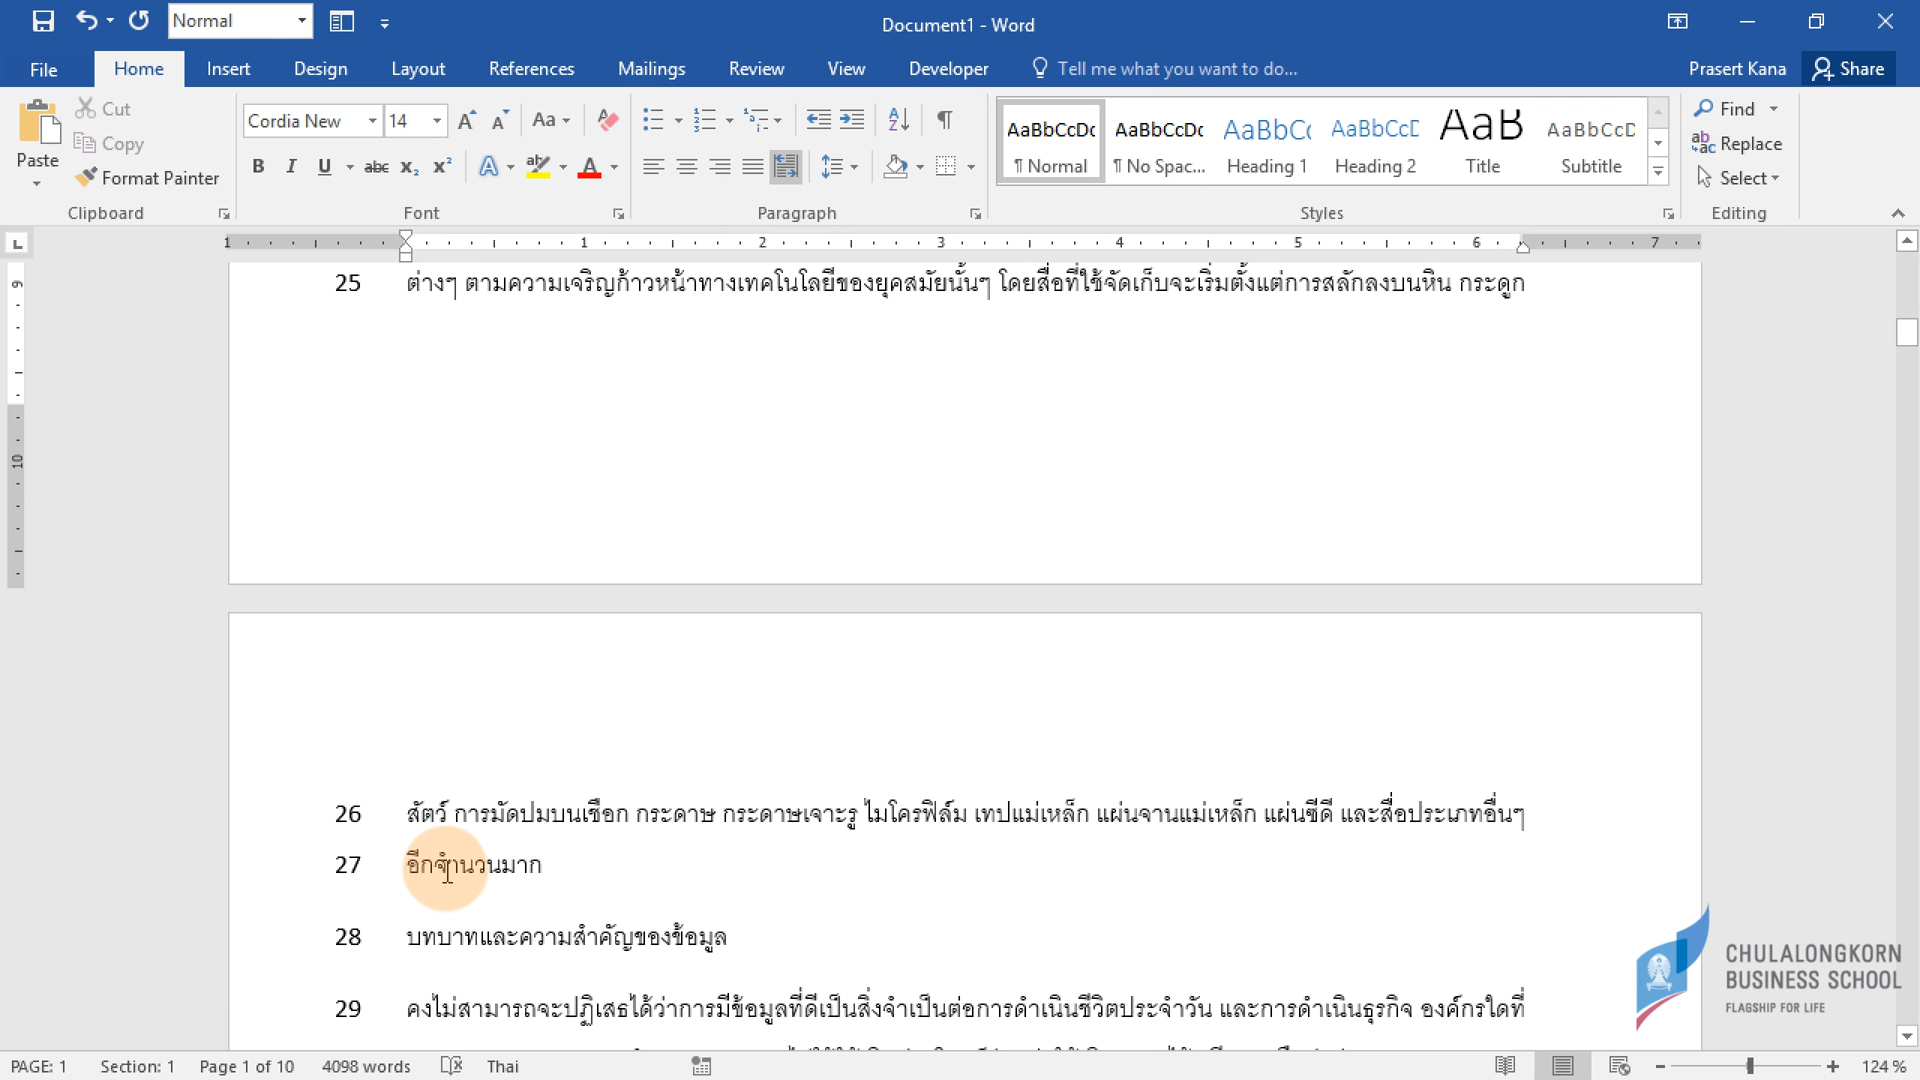 Normal
Document1 - Word
File Home Insert Design Layout References Mailings Review View Developer Tell me what you want to do... Prasert Kana Share
Paste
Cut
Copy
Format Painter
Clipboard
Cordia New 14 Aa
B I U abc X₂ X² A A
Font
Paragraph
AaBbCcDc AaBbCcDc AaBbC AaBbCcD AaB AaBbCcD
¶ Normal ¶ No Spac... Heading 1 Heading 2 Title Subtitle
Styles
Find
Replace
Select
Editing
1 1 2 3 4 5 6 7
9
10
25 ต่างๆ ตามความเจริญก้าวหน้าทางเทคโนโลยีของยุคสมัยนั้นๆ โดยสื่อที่ใช้จัดเก็บจะเริ่มตั้งแต่การสลักลงบนหิน กระดูก
26 สัตว์ การมัดปมบนเชือก กระดาษ กระดาษเจาะรู ไมโครฟิล์ม เทปแม่เหล็ก แผ่นจานแม่เหล็ก แผ่นซีดี และสื่อประเภทอื่นๆ
27 อีกจำนวนมาก
28 บทบาทและความสำคัญของข้อมูล
29 คงไม่สามารถจะปฏิเสธได้ว่าการมีข้อมูลที่ดีเป็นสิ่งจำเป็นต่อการดำเนินชีวิตประจำวัน และการดำเนินธุรกิจ องค์กรใดที่
CHULALONGKORN
BUSINESS SCHOOL
FLAGSHIP FOR LIFE
PAGE: 1 Section: 1 Page 1 of 10 4098 words Thai 124 %